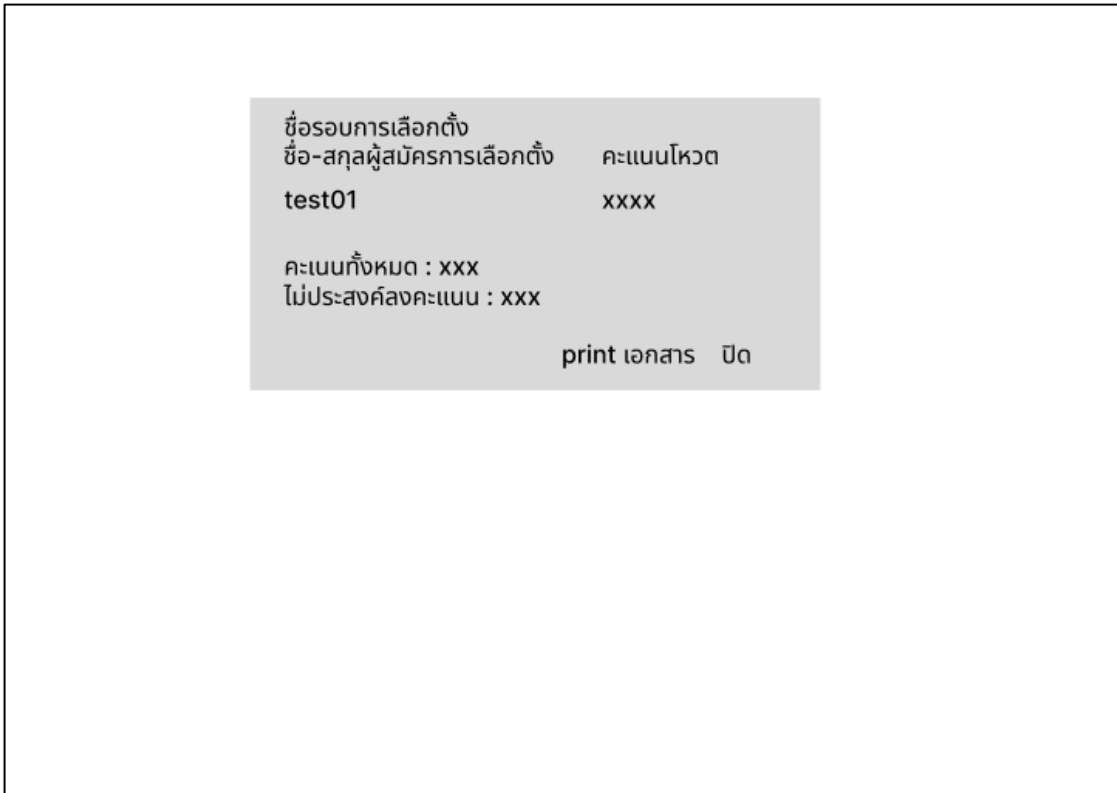 ชื่อรอบการเลือกตั้ง
ชื่อ-สกุลผู้สมัครการเลือกตั้ง คะแนนโหวต
test01 xxxx
คะเนนทั้งหมด : xxx
ไม่ประสงค์ลงคะแนน : xxx
print เอกสาร ปิด